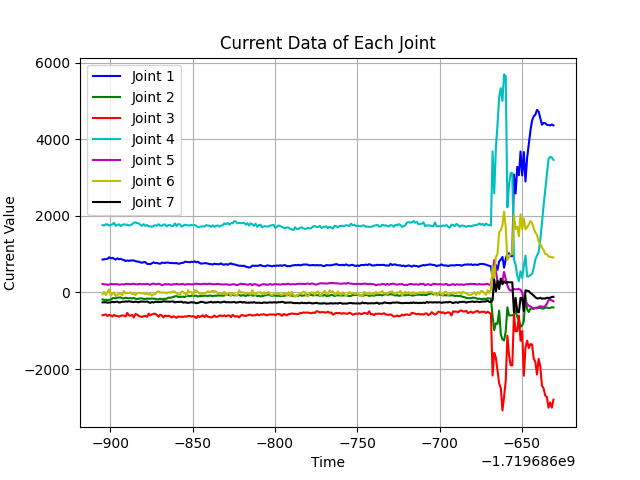 Current Data of Each Joint
Current Value
6000
4000
2000
0
−2000
Joint 1
Joint 2
Joint 3
Joint 4
Joint 5
Joint 6
Joint 7
−900
−850
−800
−750
−700
−650
Time
−1.719686e9